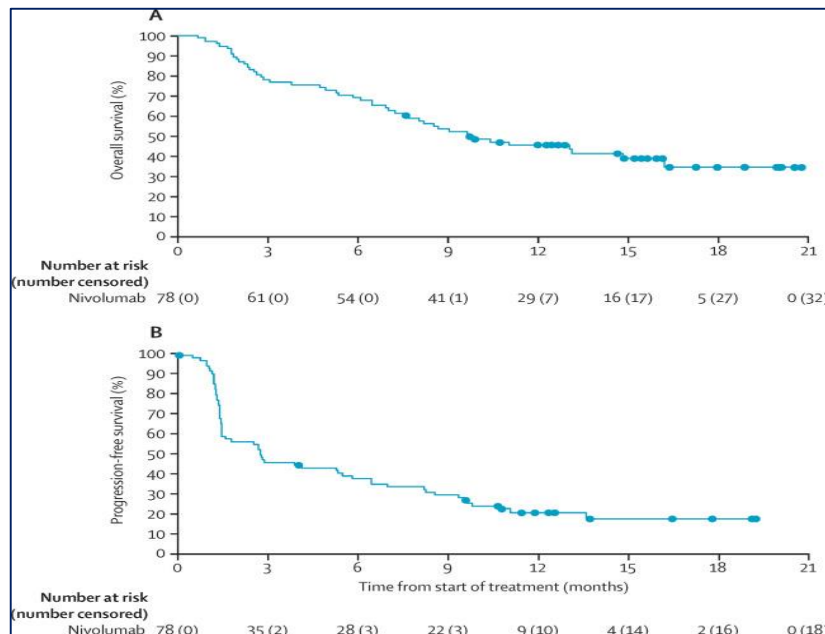 A
100
90
80
70
60
50
40
30
20
10
0
Overall survival (%)
0 3 6 9 12 15 18 21
Number at risk
(number censored)
Nivolumab 78 (0) 61 (0) 54 (0) 41 (1) 29 (7) 16 (17) 5 (27) 0 (32)
B
100
90
80
70
60
50
40
30
20
10
0
Progression-free survival (%)
0 3 6 9 12 15 18 21
Time from start of treatment (months)
Number at risk
(number censored)
Nivolumab 78 (0) 35 (2) 28 (3) 22 (3) 9 (10) 4 (14) 2 (16) 0 (18)